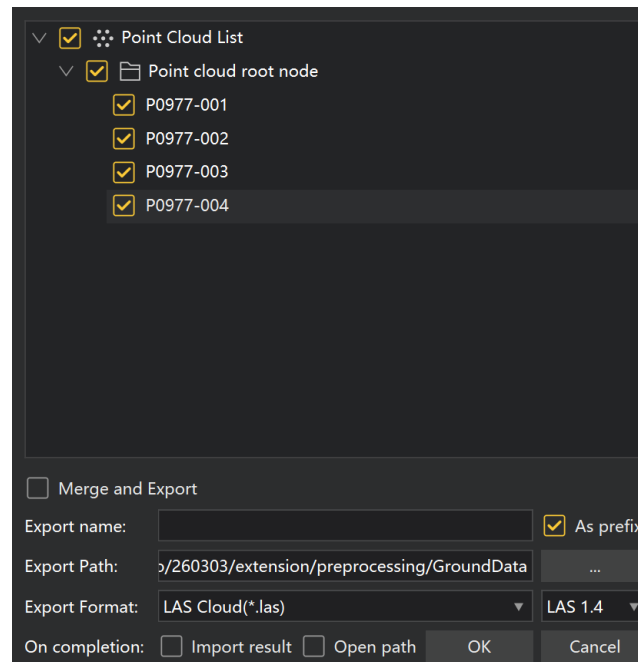 Point Cloud List
Point cloud root node
P0977-001
P0977-002
P0977-003
P0977-004
Merge and Export
Export name: As prefix
Export Path: o/260303/extension/preprocessing/GroundData ...
Export Format: LAS Cloud(*.las) LAS 1.4
On completion: Import result Open path OK Cancel